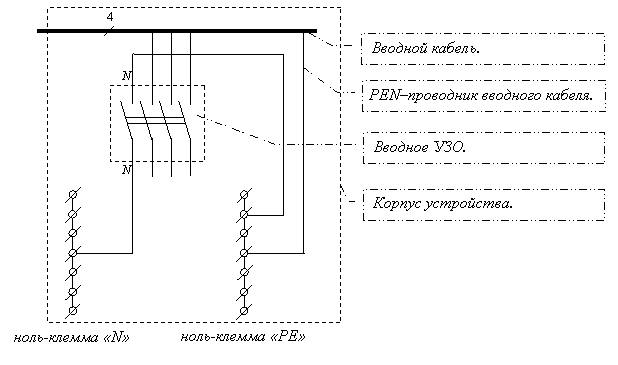 4
Вводной кабель.
N
PEN–проводник вводного кабеля.
Вводное УЗО.
N
Корпус устройства.
ноль-клемма «N»
ноль-клемма «PE»